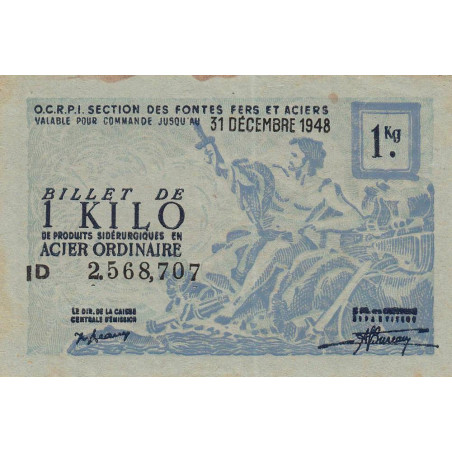 O.C.R.P.I. SECTION DES FONTES FERS ET ACIERS
VALABLE POUR COMMANDE JUSQU'AU 31 DÉCEMBRE 1948
1 Kg
BILLET DE
1 KILO
DE PRODUITS SIDÉRURGIQUES EN
ACIER ORDINAIRE
ID 2.568,707
LE DIR. DE LA CAISSE
CENTRALE D'ÉMISSION